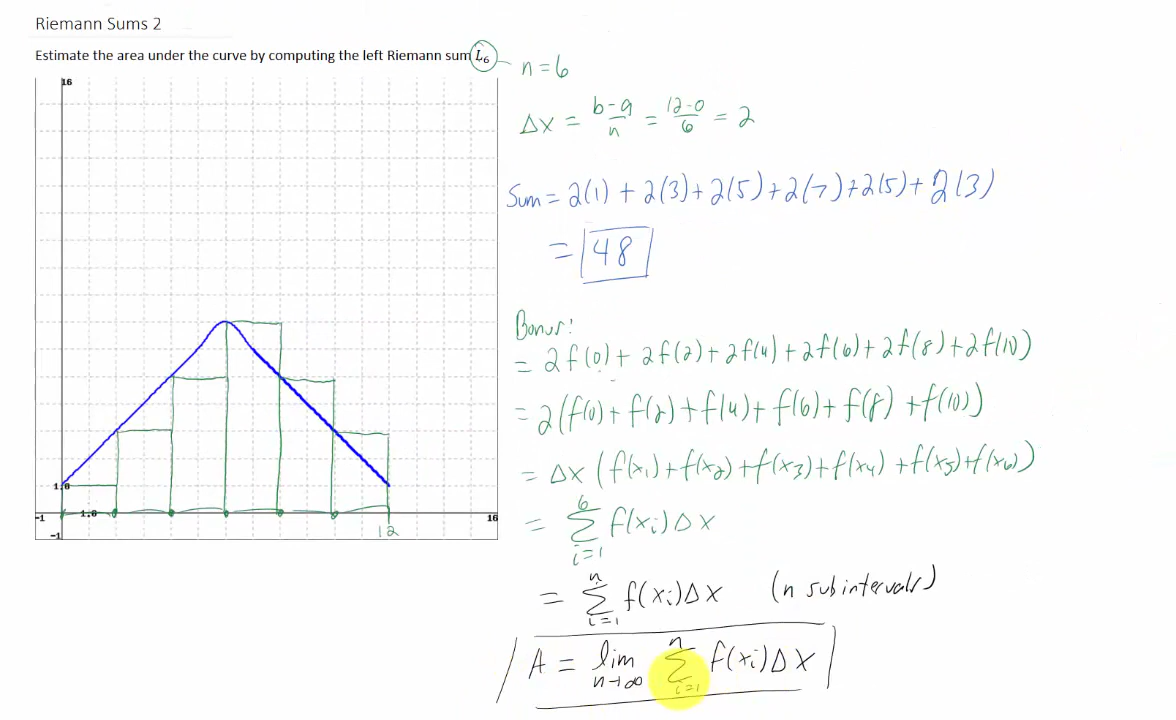 Riemann Sums 2
Estimate the area under the curve by computing the left Riemann sum L₆
n = 6
Δx = (b-a)/n = (12-0)/6 = 2
Sum = 2(1) + 2(3) + 2(5) + 2(7) + 2(5) + 2(3)
= 48
Bonus!
= 2f(0) + 2f(2) + 2f(4) + 2f(6) + 2f(8) + 2f(10)
= 2(f(0) + f(2) + f(4) + f(6) + f(8) + f(10))
= Δx (f(x₁) + f(x₂) + f(x₃) + f(x₄) + f(x₅) + f(x₆))
= ∑_{i=1}^{6} f(xᵢ)Δx
= ∑_{i=1}^{n} f(xᵢ)Δx (n subintervals)
A = lim_{n→∞} ∑_{i=1}^{n} f(xᵢ)Δx
16
1.0
-1 1.0 16
-1
12